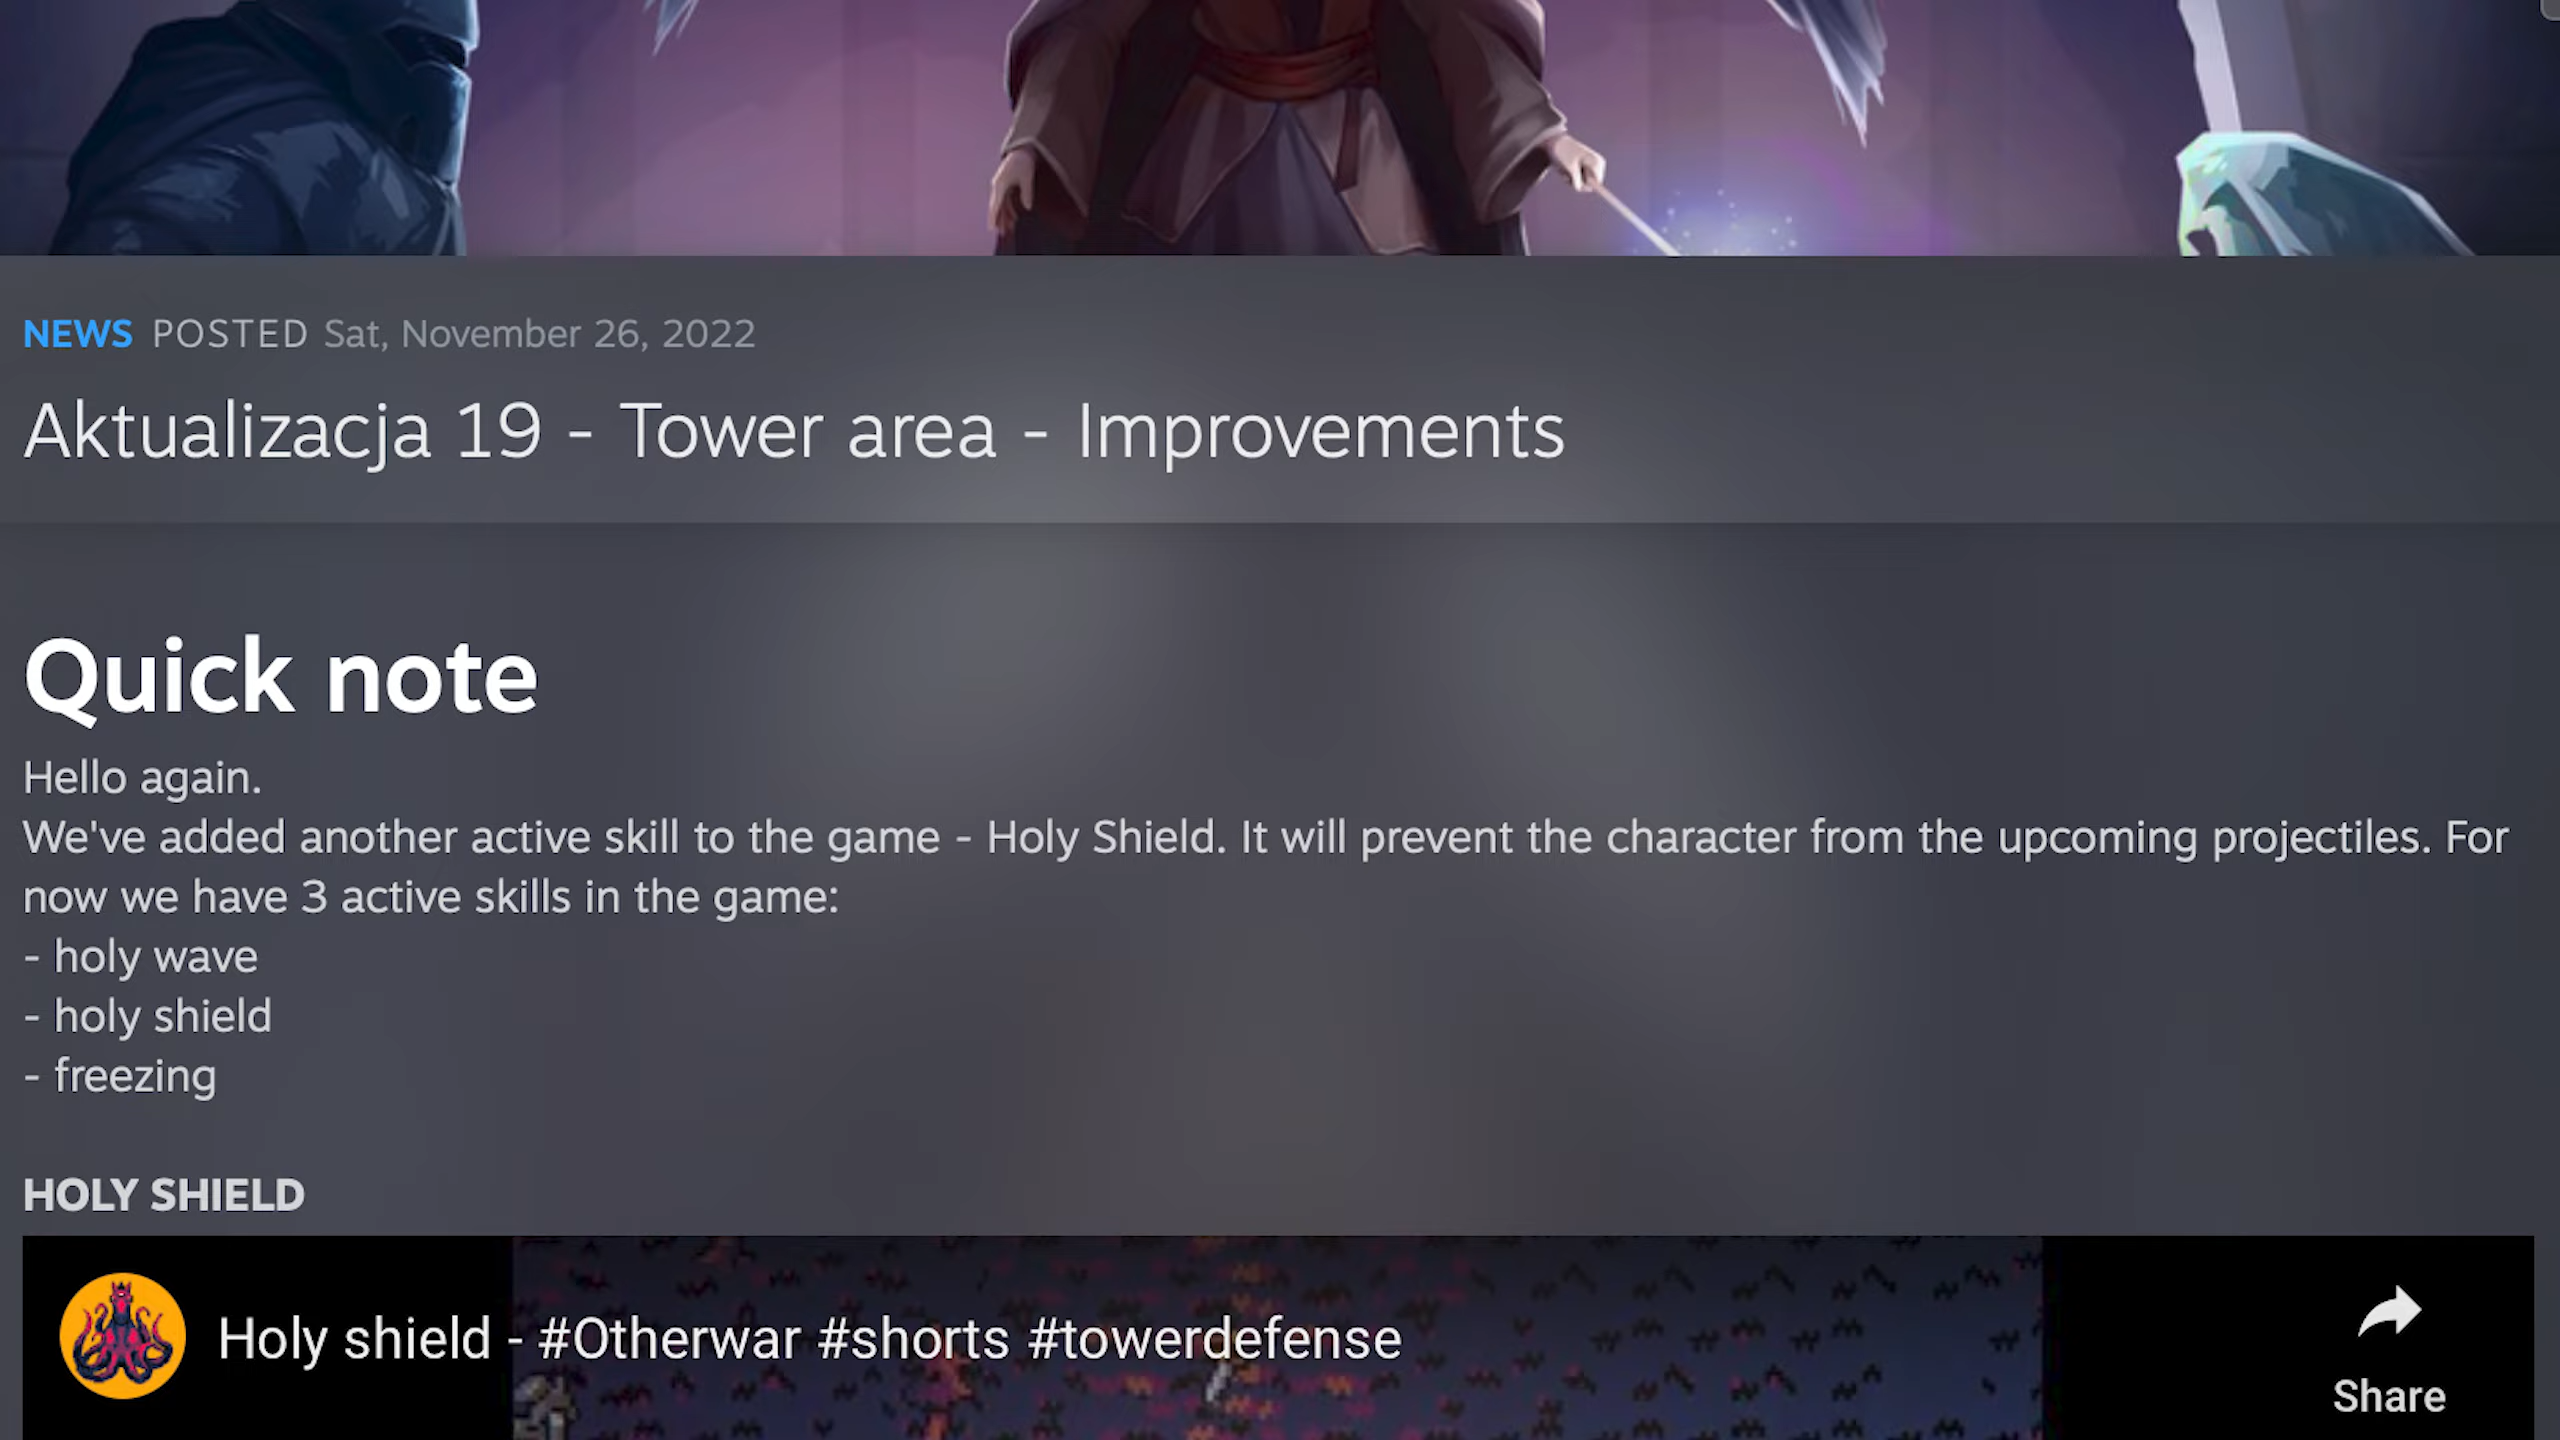 NEWS POSTED Sat, November 26, 2022
Aktualizacja 19 - Tower area - Improvements
Quick note
Hello again.
We've added another active skill to the game - Holy Shield. It will prevent the character from the upcoming projectiles. For
now we have 3 active skills in the game:
- holy wave
- holy shield
- freezing
HOLY SHIELD
Holy shield - #Otherwar #shorts #towerdefense
Share